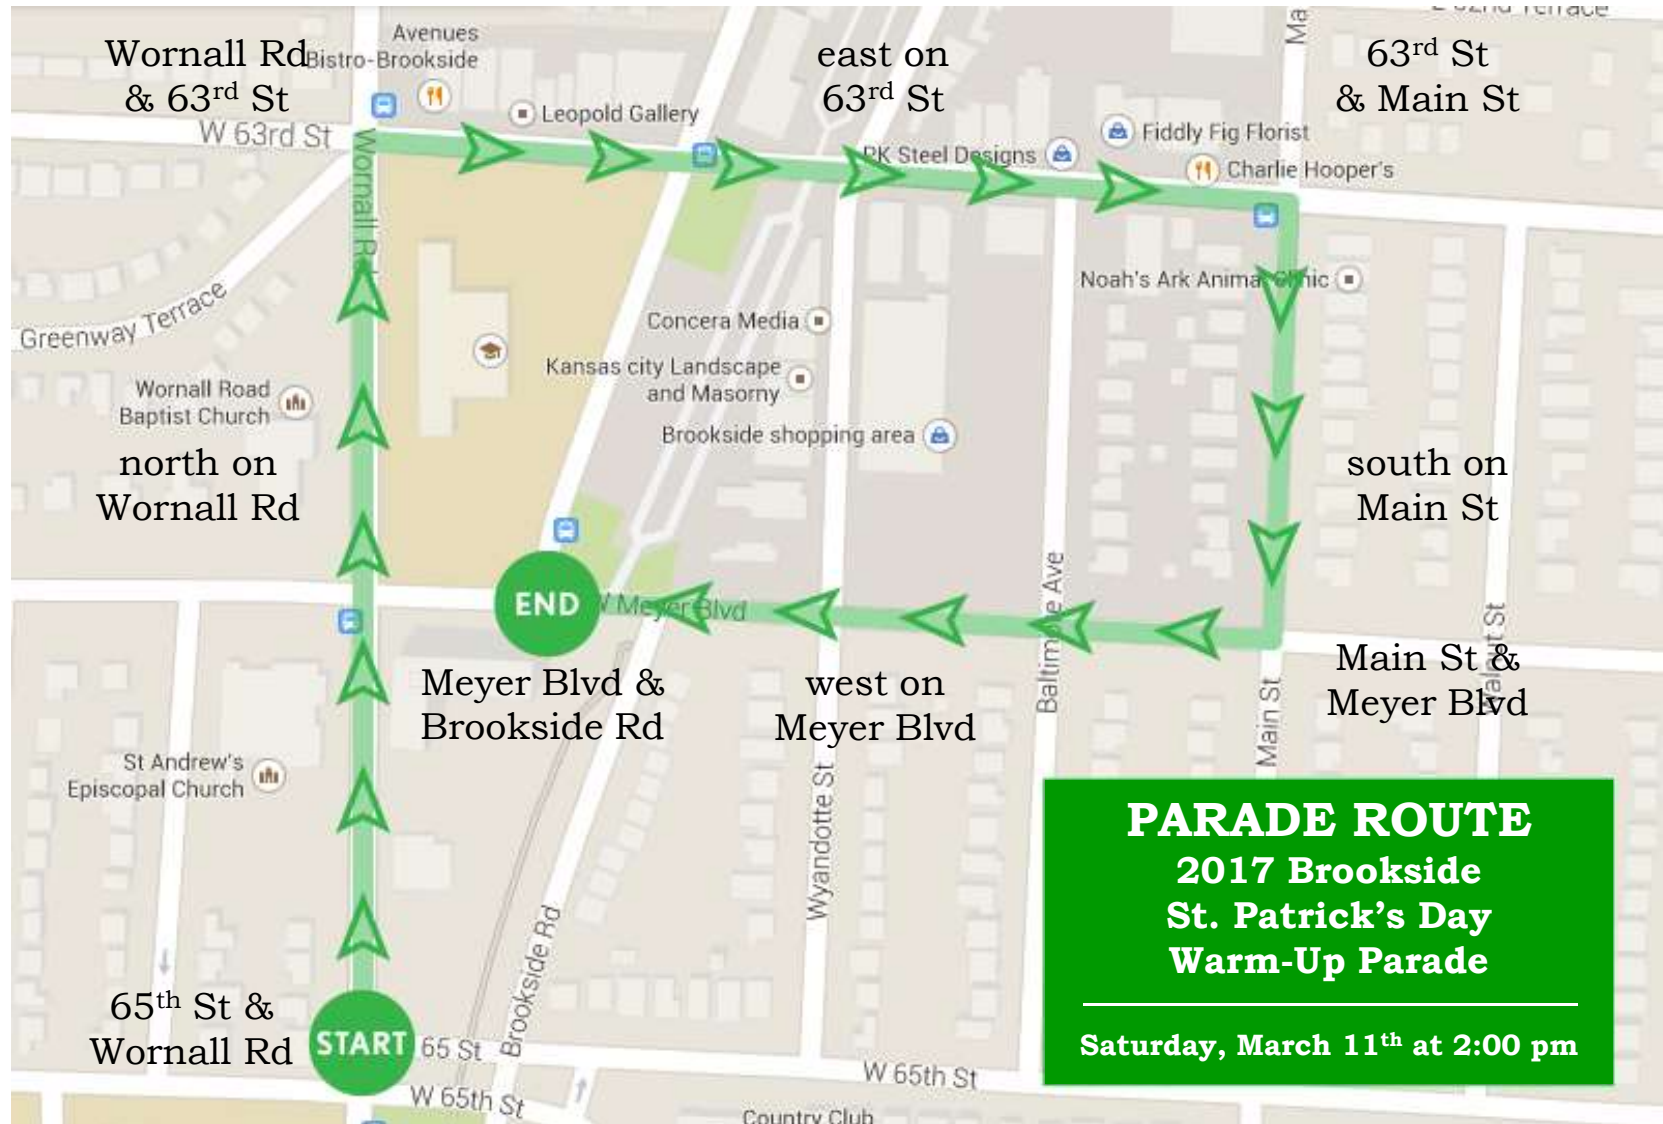 Wornall Rd
& 63rd St
Avenues
Bistro-Brookside
east on
63rd St
63rd St
& Main St
W 63rd St
Leopold Gallery
PK Steel Designs
Fiddly Fig Florist
Charlie Hooper's
Wornall Rd
Greenway Terrace
Noah's Ark Animal Clinic
Concera Media
Kansas city Landscape
and Masorny
Brookside shopping area
Wornall Road
Baptist Church
north on
Wornall Rd
south on
Main St
END
W Meyer Blvd
Baltimore Ave
Walnut St
Meyer Blvd &
Brookside Rd
west on
Meyer Blvd
Main St &
Meyer Blvd
Main St
St Andrew's
Episcopal Church
Wyandotte St
Brookside Rd
PARADE ROUTE
2017 Brookside
St. Patrick's Day
Warm-Up Parade
Saturday, March 11th at 2:00 pm
65th St &
Wornall Rd
START
65 St
W 65th St
W 65th St
Country Club